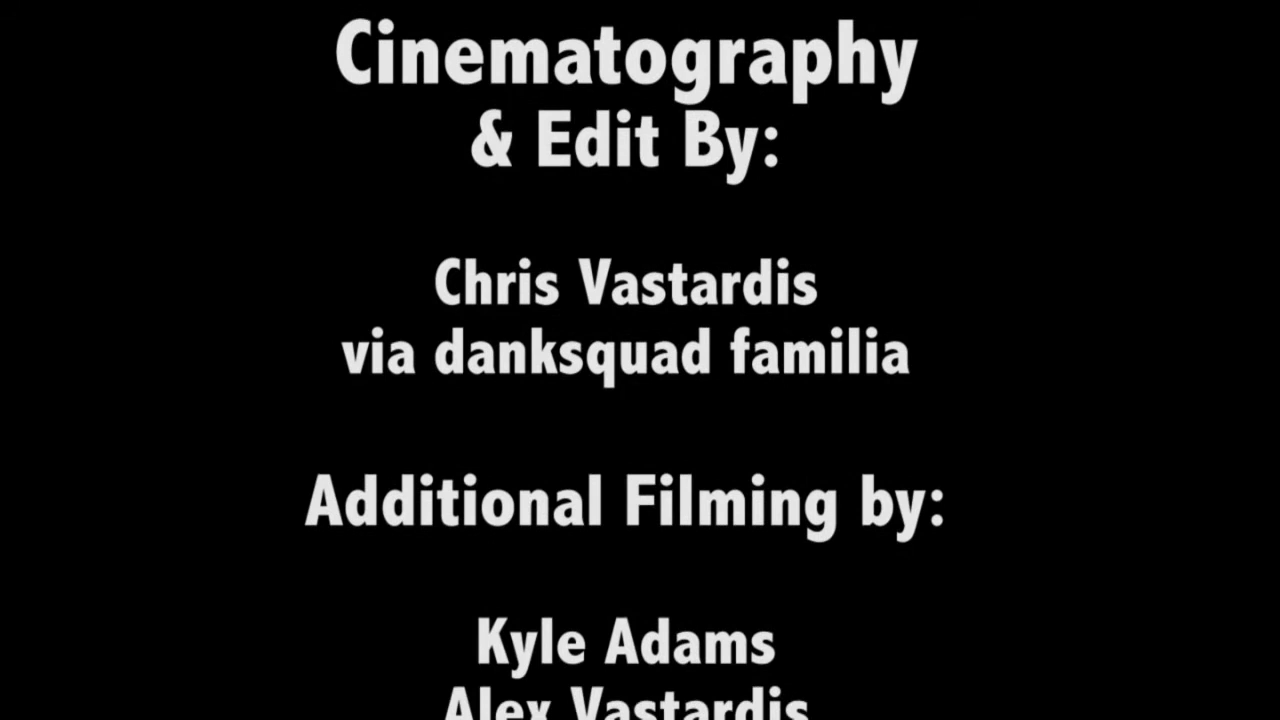 Cinematography
& Edit By:
Chris Vastardis
via danksquad familia
Additional Filming by:
Kyle Adams
Alex Vastardis